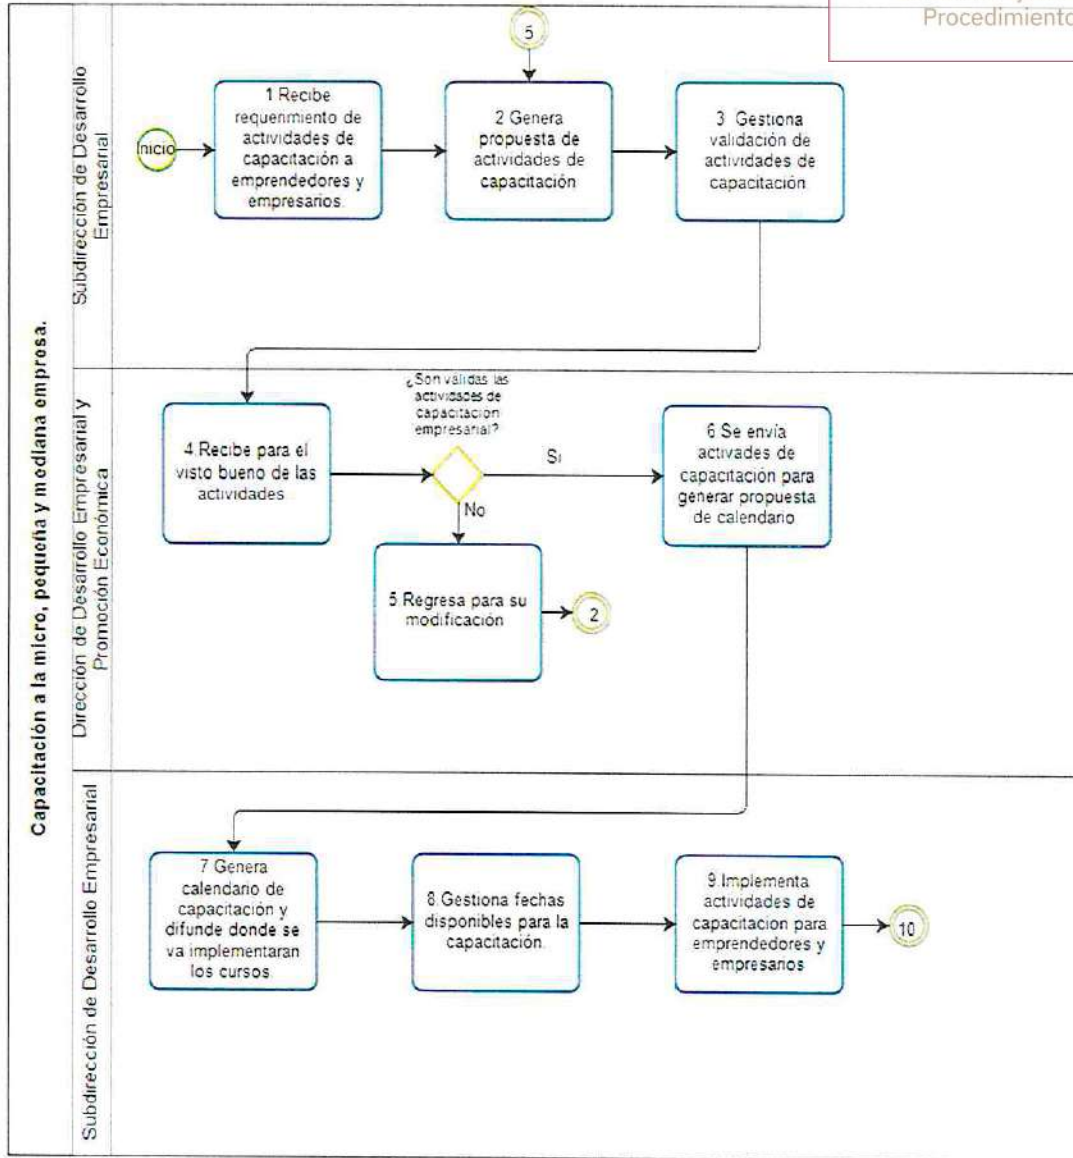 Procedimiento
Capacitación a la micro, pequeña y mediana empresa.
Subdirección de Desarrollo
Empresarial
5
Inicio
1 Recibe
requerimiento de
actividades de
capacitación a
emprendedores y
empresarios.
2 Genera
propuesta de
actividades de
capacitación
3 Gestiona
validación de
actividades de
capacitación
Dirección de Desarrollo Empresarial y
Promoción Económica
4 Recibe para el
visto bueno de las
actividades
¿Son validas las
actividades de
capacitacion
empresarial?
Si
No
5 Regresa para su
modificación
2
6 Se envía
activades de
capacitación para
generar propuesta
de calendario
Subdirección de Desarrollo Empresarial
7 Genera
calendario de
capacitación y
difunde donde se
va implementaran
los cursos.
8.Gestiona fechas
disponibles para la
capacitación.
9.Implementa
actividades de
capacitacion para
emprendedores y
empresarios
10